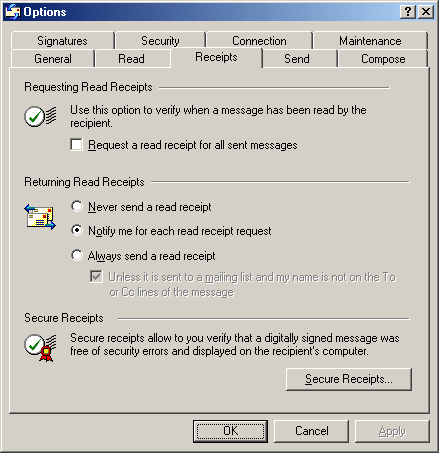 Options
Signatures Security Connection Maintenance
General Read Receipts Send Compose
Requesting Read Receipts
Use this option to verify when a message has been read by the
recipient.
Request a read receipt for all sent messages
Returning Read Receipts
Never send a read receipt
Notify me for each read receipt request
Always send a read receipt
Unless it is sent to a mailing list and my name is not on the To
or Cc lines of the message
Secure Receipts
Secure receipts allow to you verify that a digitally signed message was
free of security errors and displayed on the recipient's computer.
Secure Receipts...
OK Cancel Apply